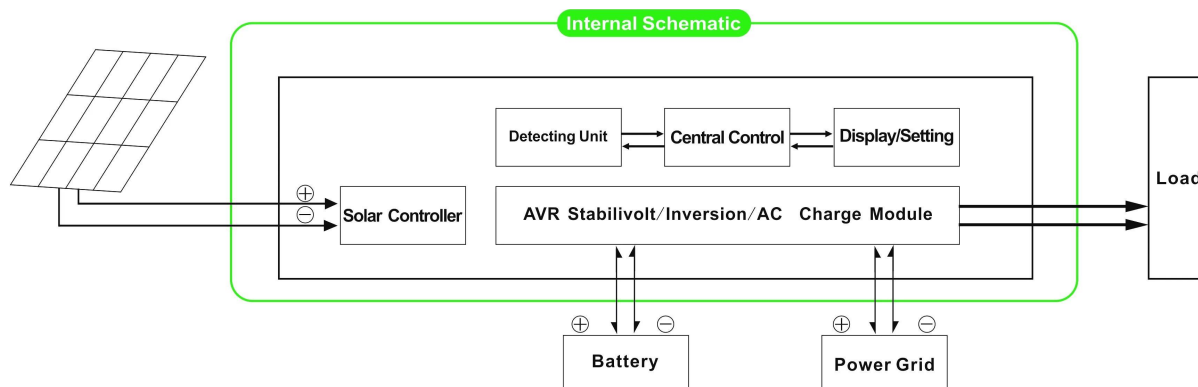 Internal Schematic
Detecting Unit
Central Control
Display/Setting
Load
+
Solar Controller
−
AVR Stabilivolt/Inversion/AC Charge Module
+ −
+ −
Battery
Power Grid